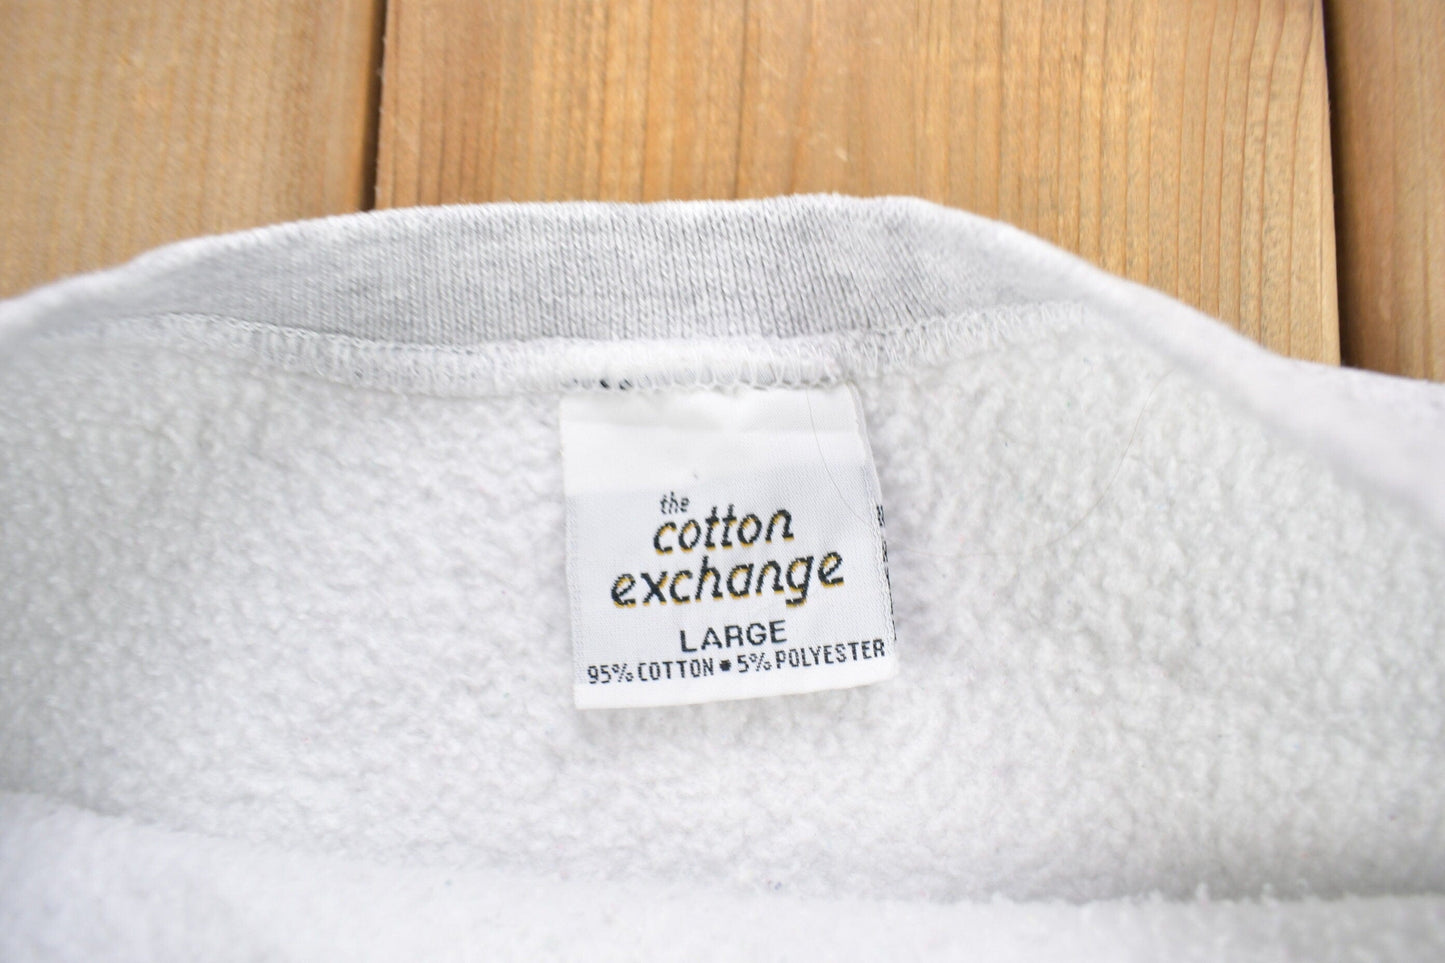 the
cotton
exchange
LARGE
95% COTTON • 5% POLYESTER